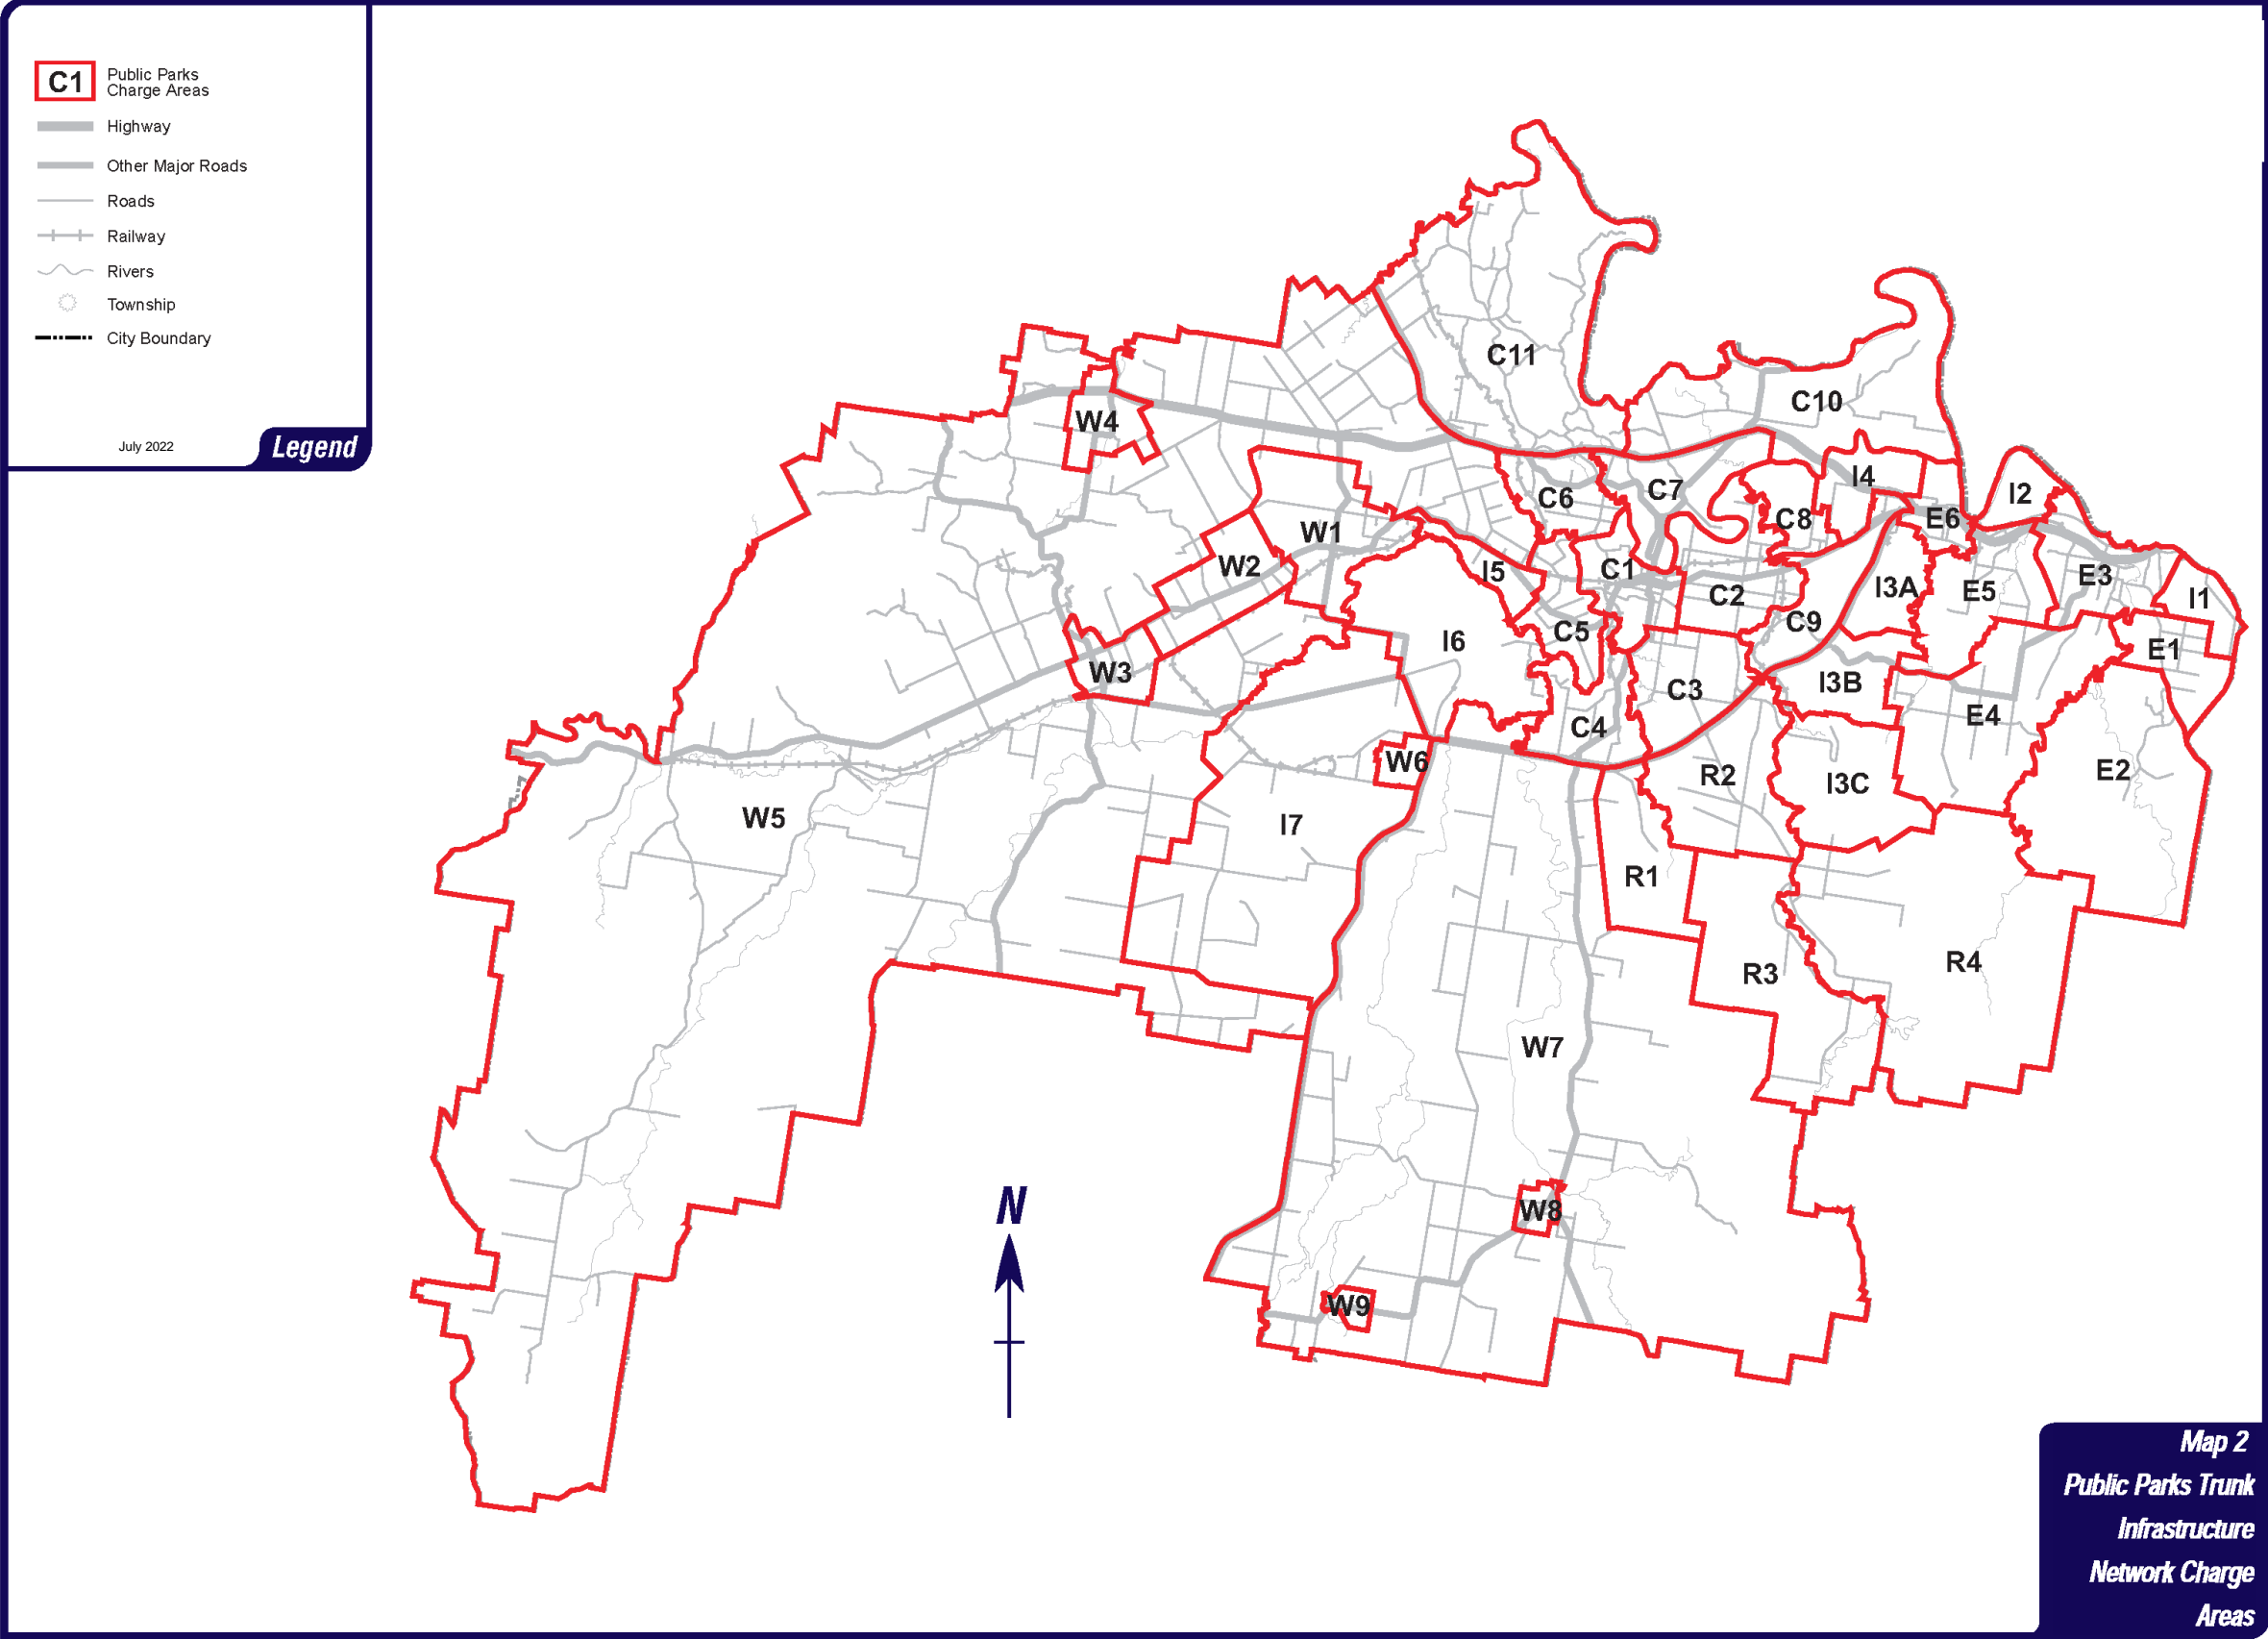 C1
Public Parks
Charge Areas
Highway
Other Major Roads
Roads
Railway
Rivers
Township
City Boundary
July 2022
Legend
C11
C10
W4
I4
I2
C7
C6
C8
E6
W1
W2
I5
C1
I3A
E5
E3
C2
I1
C9
C5
I6
E1
W3
I3B
C3
E4
C4
W6
E2
R2
I3C
W5
I7
R1
R4
R3
W7
N
W8
W9
Map 2
Public Parks Trunk
Infrastructure
Network Charge
Areas